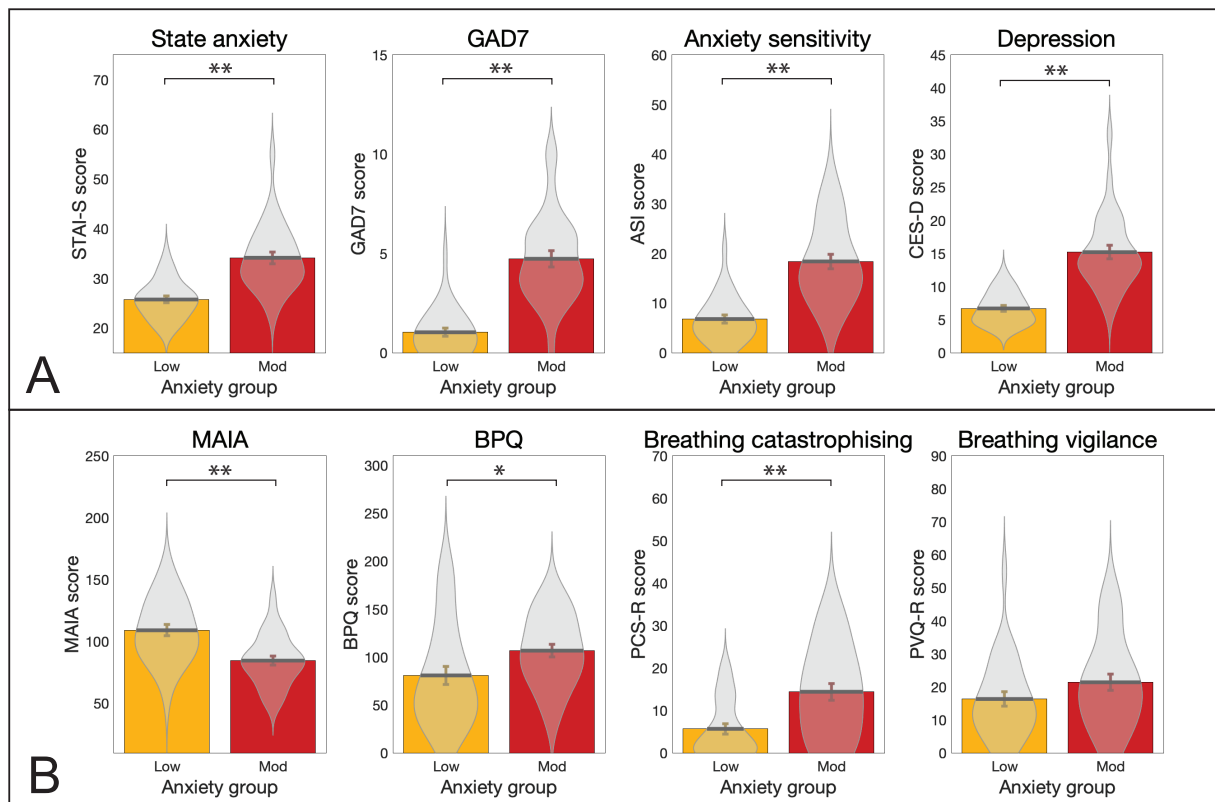 State anxiety
**
STAI-S score
70
60
50
40
30
20
Low Mod
Anxiety group
GAD7
**
GAD7 score
15
10
5
0
Low Mod
Anxiety group
Anxiety sensitivity
**
ASI score
60
50
40
30
20
10
0
Low Mod
Anxiety group
Depression
**
CES-D score
45
40
35
30
25
20
15
10
5
0
Low Mod
Anxiety group
A
MAIA
**
MAIA score
250
200
150
100
50
Low Mod
Anxiety group
BPQ
*
BPQ score
300
250
200
150
100
50
0
Low Mod
Anxiety group
Breathing catastrophising
**
PCS-R score
70
60
50
40
30
20
10
0
Low Mod
Anxiety group
Breathing vigilance
PVQ-R score
90
80
70
60
50
40
30
20
10
0
Low Mod
Anxiety group
B